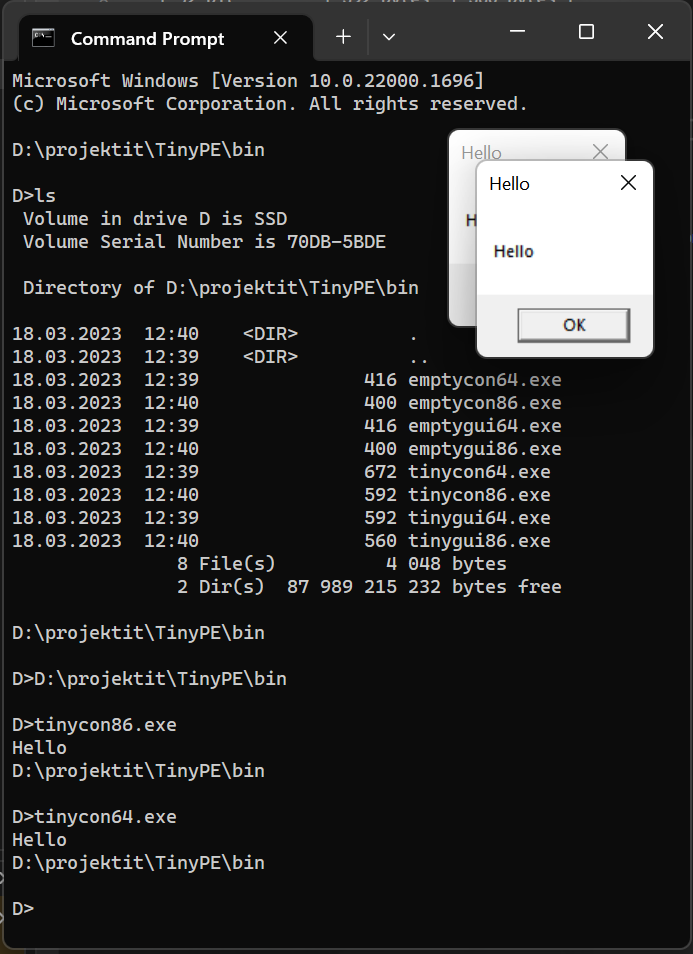 Command Prompt
Microsoft Windows [Version 10.0.22000.1696]
(c) Microsoft Corporation. All rights reserved.
D:\projektit\TinyPE\bin
D>ls
 Volume in drive D is SSD
 Volume Serial Number is 70DB-5BDE
 Directory of D:\projektit\TinyPE\bin
18.03.2023  12:40    <DIR>          .
18.03.2023  12:39    <DIR>          ..
18.03.2023  12:39               416 emptycon64.exe
18.03.2023  12:40               400 emptycon86.exe
18.03.2023  12:39               416 emptygui64.exe
18.03.2023  12:40               400 emptygui86.exe
18.03.2023  12:39               672 tinycon64.exe
18.03.2023  12:40               592 tinycon86.exe
18.03.2023  12:39               592 tinygui64.exe
18.03.2023  12:40               560 tinygui86.exe
               8 File(s)          4 048 bytes
               2 Dir(s)  87 989 215 232 bytes free
D:\projektit\TinyPE\bin
D>D:\projektit\TinyPE\bin
D>tinycon86.exe
Hello
D:\projektit\TinyPE\bin
D>tinycon64.exe
Hello
D:\projektit\TinyPE\bin
D>
Hello
Hello
Hello
OK